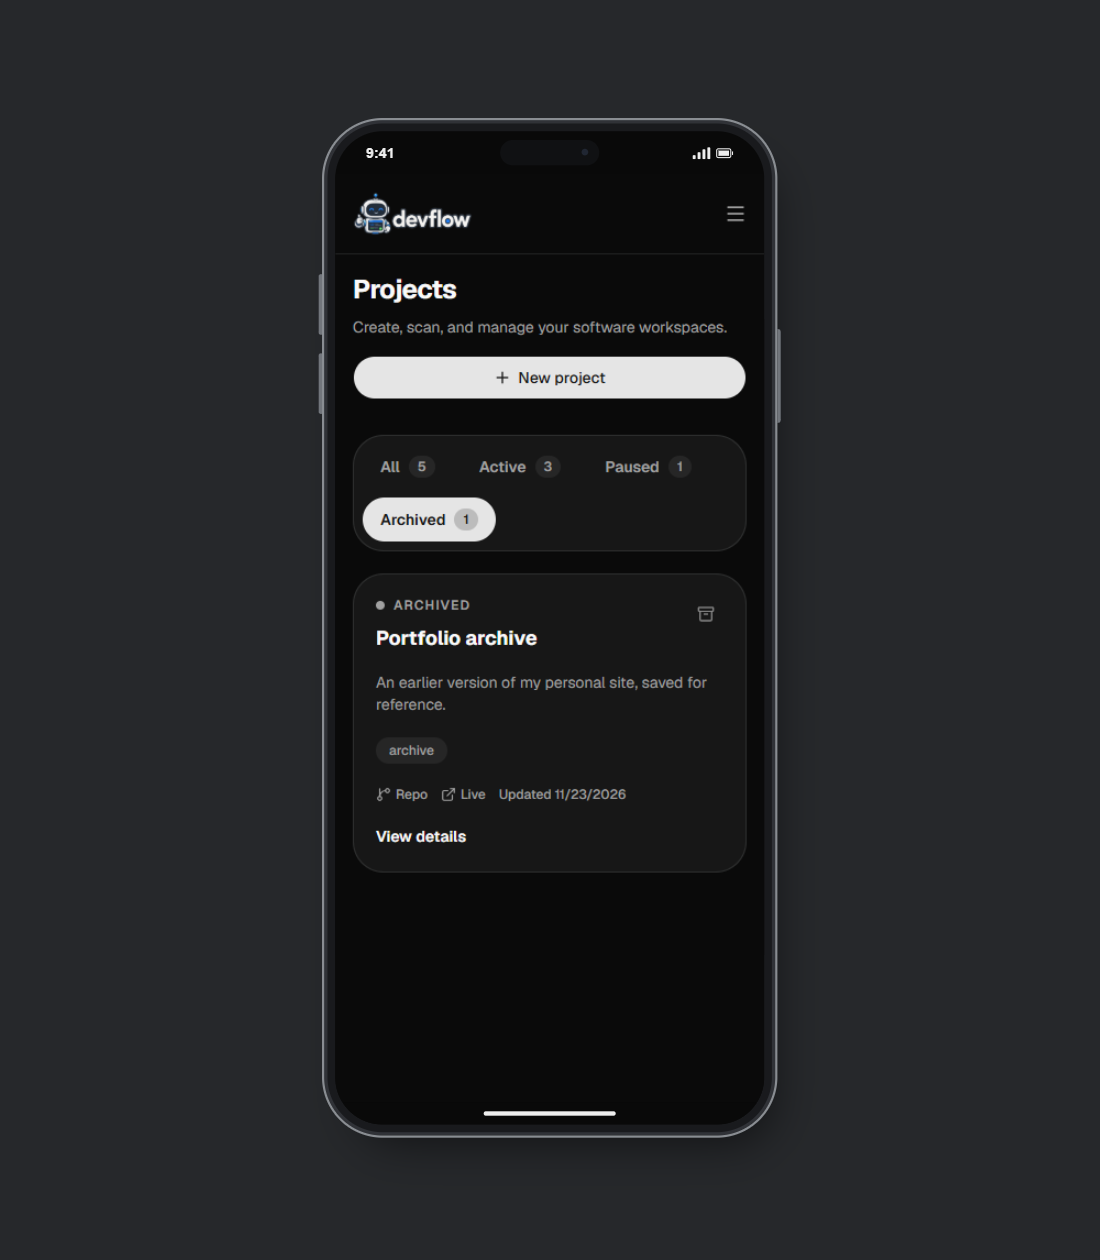 9:41
devflow
Projects
Create, scan, and manage your software workspaces.
New project
All 5 Active 3 Paused 1
Archived 1
ARCHIVED
Portfolio archive
An earlier version of my personal site, saved for
reference.
archive
Repo Live Updated 11/23/2026
View details